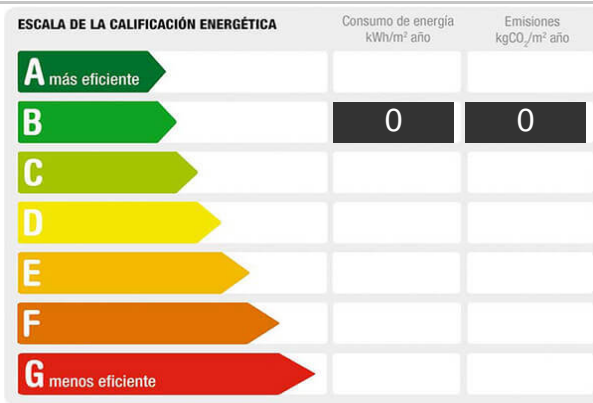 ESCALA DE LA CALIFICACIÓN ENERGÉTICA
Consumo de energía
kWh/m² año
Emisiones
kgCO₂/m² año
A más eficiente
B 0 0
C
D
E
F
G menos eficiente